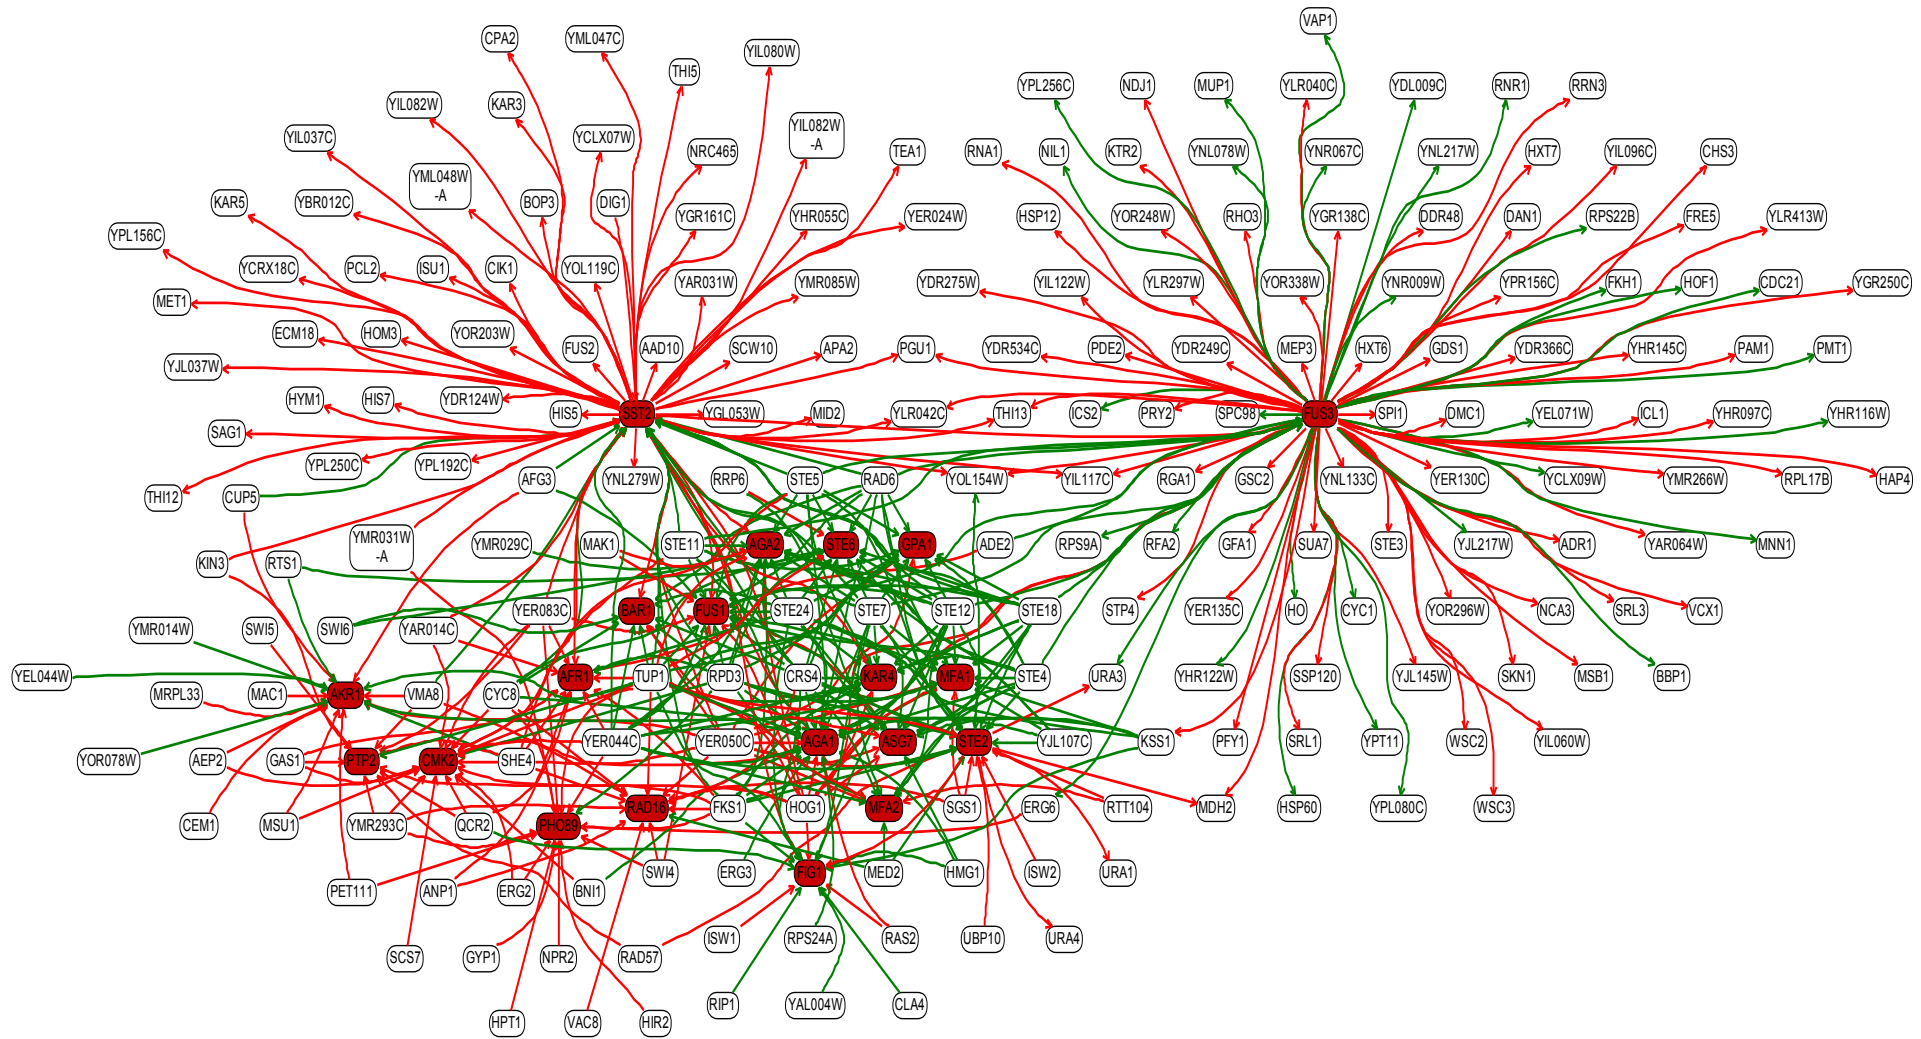 VAP1
CPA2
YML047C
YIL080W
THI5
YPL256C
NDJ1
MUP1
YLR040C
YDL009C
RNR1
RRN3
YIL082W
KAR3
YIL037C
YCLX07W
NRC465
YIL082W
-A
TEA1
RNA1
NIL1
KTR2
YNL078W
YNR067C
YNL217W
HXT7
YIL096C
CHS3
YML048W
-A
KAR5
YBR012C
BOP3
DIG1
YGR161C
YHR055C
YER024W
HSP12
YOR248W
RHO3
YGR138C
DDR48
DAN1
RPS22B
FRE5
YLR413W
YPL156C
YCRX18C
PCL2
ISU1
CIK1
YOL119C
YAR031W
YMR085W
YDR275W
YIL122W
YLR297W
YOR338W
YNR009W
YPR156C
FKH1
HOF1
CDC21
YGR250C
MET1
ECM18
HOM3
YOR203W
FUS2
AAD10
SCW10
APA2
PGU1
YDR534C
PDE2
YDR249C
MEP3
HXT6
GDS1
YDR366C
YHR145C
PAM1
PMT1
YJL037W
HYM1
HIS7
YDR124W
HIS5
SST2
YGL053W
MID2
YLR042C
THI13
ICS2
PRY2
SPC98
FUS3
SPI1
DMC1
YEL071W
ICL1
YHR097C
YHR116W
SAG1
YPL250C
YPL192C
THI12
CUP5
AFG3
YNL279W
RRP6
STE5
RAD6
YOL154W
YIL117C
RGA1
GSC2
YNL133C
YER130C
YCLX09W
YMR266W
RPL17B
HAP4
YMR031W
-A
KIN3
RTS1
YMR029C
MAK1
STE11
AGA2
STE6
GPA1
ADE2
RPS9A
RFA2
GFA1
SUA7
STE3
YJL217W
ADR1
YAR064W
MNN1
YMR014W
SWI5
SWI6
YAR014C
YER083C
BAR1
FUS1
STE24
STE7
STE12
STE18
STP4
YER135C
HO
CYC1
YOR296W
NCA3
SRL3
VCX1
YEL044W
MRPL33
MAC1
AKR1
VMA8
CYC8
AFR1
TUP1
RPD3
CRS4
KAR4
MFA1
STE4
URA3
YHR122W
SSP120
YJL145W
SKN1
MSB1
BBP1
YOR078W
AEP2
GAS1
PTP2
CMK2
SHE4
YER044C
YER050C
AGA1
ASG7
STE2
YJL107C
KSS1
PFY1
SRL1
YPT11
WSC2
YIL060W
CEM1
MSU1
YMR293C
QCR2
PHO89
RAD16
FKS1
HOG1
MFA2
SGS1
ERG6
RTT104
MDH2
HSP60
YPL080C
WSC3
PET111
ANP1
ERG2
BNI1
SWI4
ERG3
FIG1
MED2
HMG1
ISW2
URA1
SCS7
GYP1
NPR2
RAD57
ISW1
RPS24A
RAS2
UBP10
URA4
HPT1
VAC8
HIR2
RIP1
YAL004W
CLA4